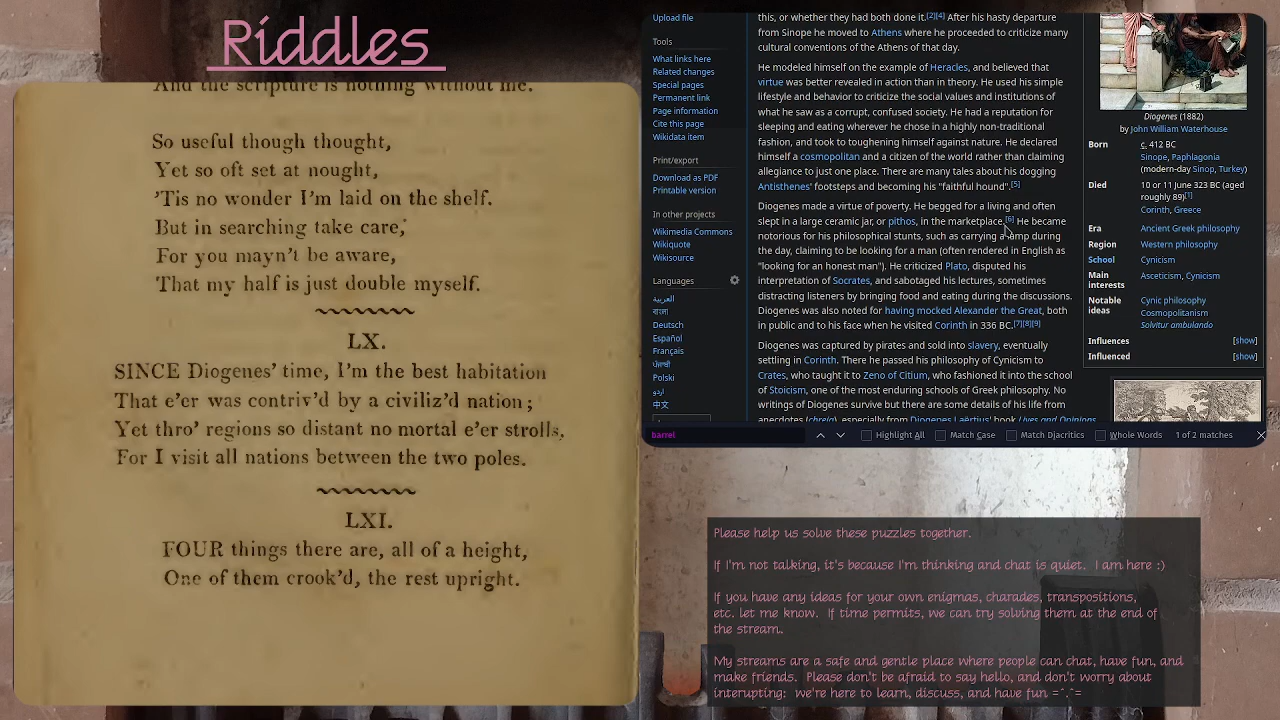 Riddles
And the scripture is nothing without me.
So useful though thought,
Yet so oft set at nought,
'Tis no wonder I'm laid on the shelf.
But in searching take care,
For you mayn't be aware,
That my half is just double myself.
LX.
SINCE Diogenes' time, I'm the best habitation
That e'er was contriv'd by a civiliz'd nation;
Yet thro' regions so distant no mortal e'er strolls,
For I visit all nations between the two poles.
LXI.
FOUR things there are, all of a height,
One of them crook'd, the rest upright.
Upload file
Tools
What links here
Related changes
Special pages
Permanent link
Page information
Cite this page
Wikidata item
Print/export
Download as PDF
Printable version
In other projects
Wikimedia Commons
Wikiquote
Wikisource
Languages
العربية
বাংলা
Deutsch
Español
Français
ਪੰਜਾਬੀ
Polski
اردو
中文
this, or whether they had both done it.[2][4] After his hasty departure
from Sinope he moved to Athens where he proceeded to criticize many
cultural conventions of the Athens of that day.
He modeled himself on the example of Heracles, and believed that
virtue was better revealed in action than in theory. He used his simple
lifestyle and behavior to criticize the social values and institutions of
what he saw as a corrupt, confused society. He had a reputation for
sleeping and eating wherever he chose in a highly non-traditional
fashion, and took to toughening himself against nature. He declared
himself a cosmopolitan and a citizen of the world rather than claiming
allegiance to just one place. There are many tales about his dogging
Antisthenes' footsteps and becoming his "faithful hound".[5]
Diogenes made a virtue of poverty. He begged for a living and often
slept in a large ceramic jar, or pithos, in the marketplace.[6] He became
notorious for his philosophical stunts, such as carrying a lamp during
the day, claiming to be looking for a man (often rendered in English as
"looking for an honest man"). He criticized Plato, disputed his
interpretation of Socrates, and sabotaged his lectures, sometimes
distracting listeners by bringing food and eating during the discussions.
Diogenes was also noted for having mocked Alexander the Great, both
in public and to his face when he visited Corinth in 336 BC.[7][8][9]
Diogenes was captured by pirates and sold into slavery, eventually
settling in Corinth. There he passed his philosophy of Cynicism to
Crates, who taught it to Zeno of Citium, who fashioned it into the school
of Stoicism, one of the most enduring schools of Greek philosophy. No
writings of Diogenes survive but there are some details of his life from
anecdotes (chreia), especially from Diogenes Laërtius' book Lives and Opinions
Diogenes (1882)
by John William Waterhouse
Born c. 412 BC
Sinope, Paphlagonia
(modern-day Sinop, Turkey)
Died 10 or 11 June 323 BC (aged
roughly 89)[1]
Corinth, Greece
Era Ancient Greek philosophy
Region Western philosophy
School Cynicism
Main interests Asceticism, Cynicism
Notable ideas Cynic philosophy
Cosmopolitanism
Solvitur ambulando
Influences [show]
Influenced [show]
barrel Highlight All Match Case Match Diacritics Whole Words 1 of 2 matches
Please help us solve these puzzles together.
If I'm not talking, it's because I'm thinking and chat is quiet. I am here :)
If you have any ideas for your own enigmas, charades, transpositions,
etc. let me know. If time permits, we can try solving them at the end of
the stream.
My streams are a safe and gentle place where people can chat, have fun, and
make friends. Please don't be afraid to say hello, and don't worry about
interupting: we're here to learn, discuss, and have fun =^.^=